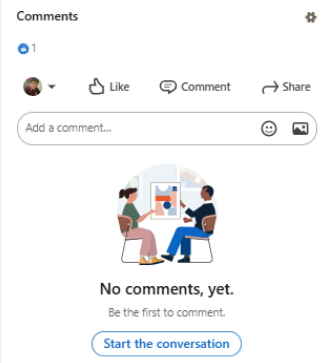 Comments
1
Like Comment Share
Add a comment...
No comments, yet.
Be the first to comment.
Start the conversation